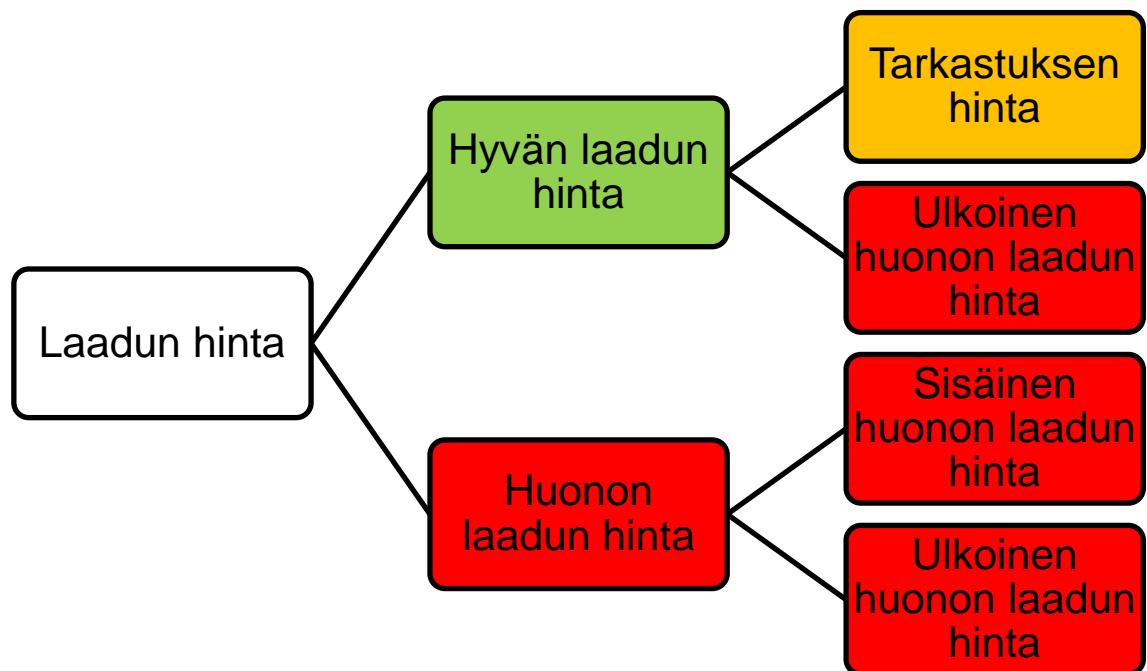 Laadun hinta
Hyvän laadun
hinta
Tarkastuksen
hinta
Ulkoinen
huonon laadun
hinta
Huonon
laadun hinta
Sisäinen
huonon laadun
hinta
Ulkoinen
huonon laadun
hinta